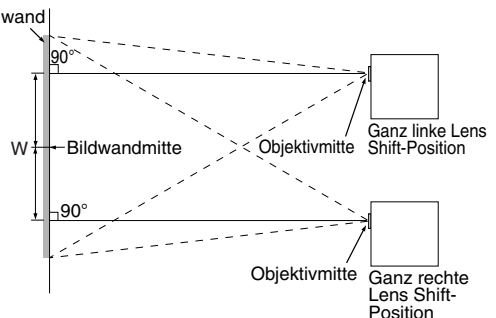 wand
90°
W
Bildwandmitte
Objektivmitte
Ganz linke Lens
Shift-Position
90°
Objektivmitte
Ganz rechte
Lens Shift-
Position